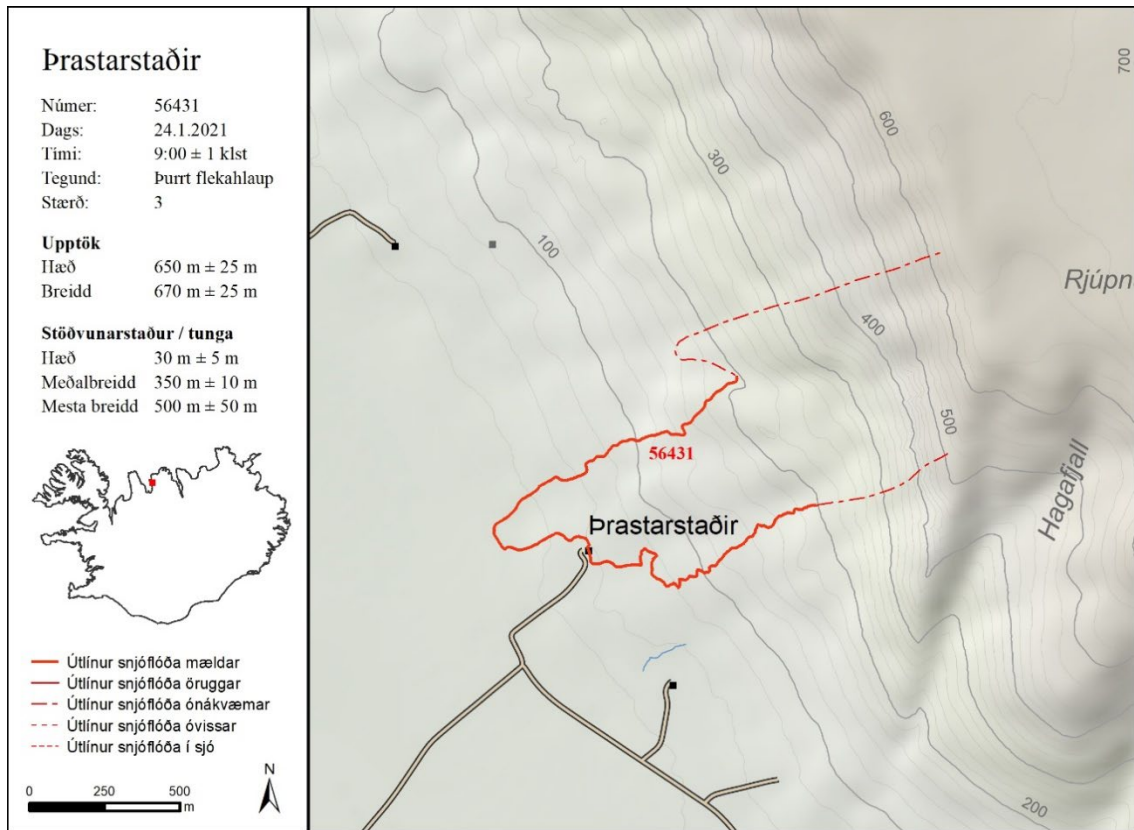 Þrastarstaðir
Númer: 56431
Dags: 24.1.2021
Tími: 9:00 ± 1 klst
Tegund: Þurrt flekahlaup
Stærð: 3
Upptök
Hæð 650 m ± 25 m
Breidd 670 m ± 25 m
Stöðvunarstaður / tunga
Hæð 30 m ± 5 m
Meðalbreidd 350 m ± 10 m
Mesta breidd 500 m ± 50 m
Útlínur snjóflóða mældar
Útlínur snjóflóða öruggar
Útlínur snjóflóða ónákvæmar
Útlínur snjóflóða óvissar
Útlínur snjóflóða í sjó
N
0 250 500
m
700
600
300
100
Rjúpn
400
500
56431
Hagafjall
Þrastarstaðir
200